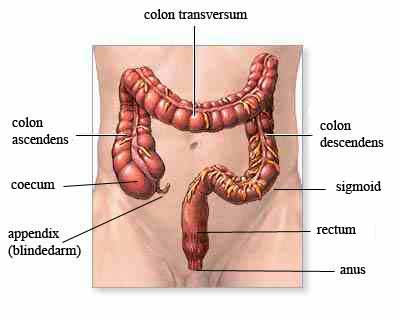 colon transversum
colon
ascendens
colon
descendens
coecum
sigmoid
appendix
(blindedarm)
rectum
anus